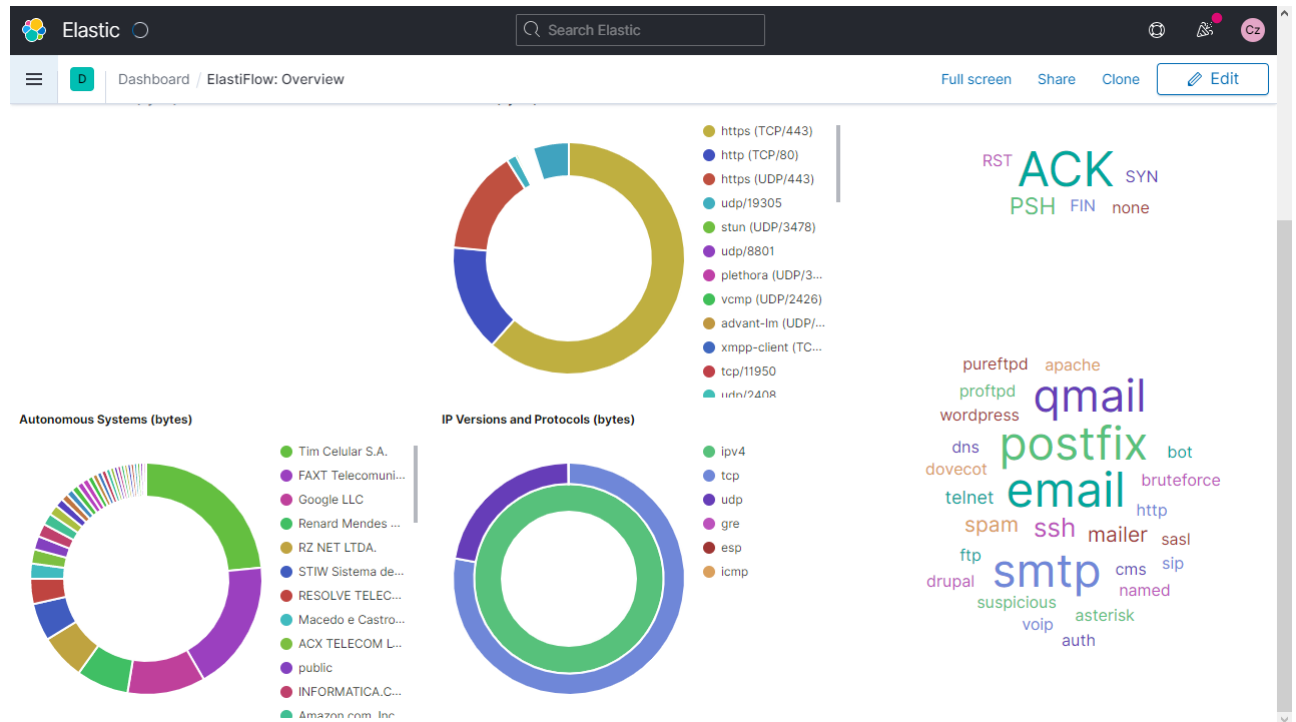 Elastic
Search Elastic
Cz
D
Dashboard / ElastiFlow: Overview
Full screen
Share
Clone
Edit
https (TCP/443)
http (TCP/80)
https (UDP/443)
udp/19305
stun (UDP/3478)
udp/8801
plethora (UDP/3...
vcmp (UDP/2426)
advant-lm (UDP/...
xmpp-client (TC...
tcp/11950
udp/2408
RST ACK SYN
PSH FIN none
Autonomous Systems (bytes)
Tim Celular S.A.
FAXT Telecomuni...
Google LLC
Renard Mendes ...
RZ NET LTDA.
STIW Sistema de...
RESOLVE TELEC...
Macedo e Castro...
ACX TELECOM L...
public
INFORMATICA.C...
Amazon.com, Inc
IP Versions and Protocols (bytes)
ipv4
tcp
udp
gre
esp
icmp
pureftpd apache
proftpd qmail
wordpress
dns postfix bot
dovecot
telnet email bruteforce
http
spam ssh mailer sasl
ftp smtp cms sip
drupal named
suspicious asterisk
voip
auth